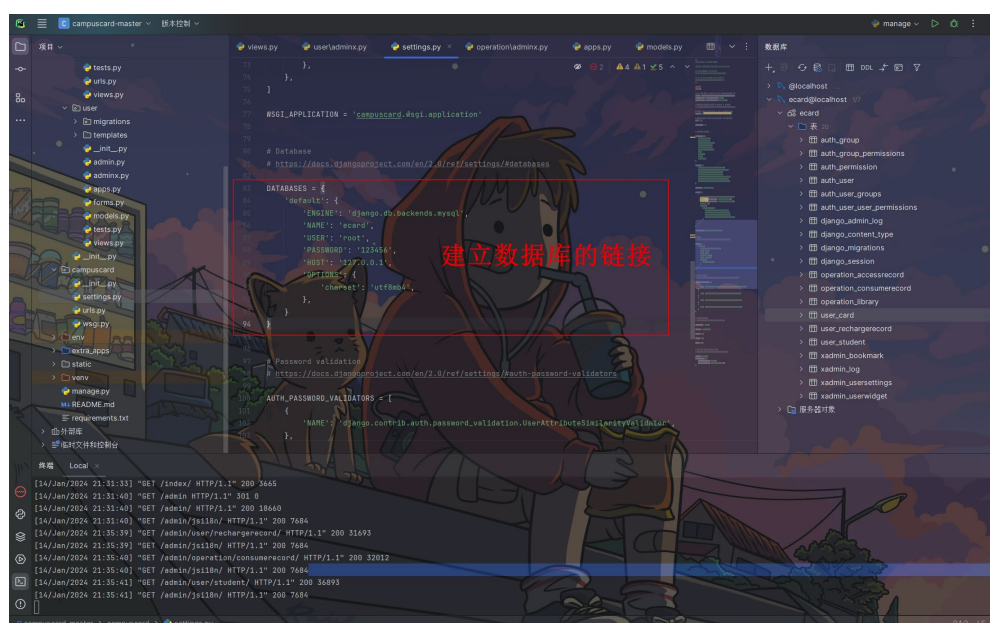 campuscard-master
版本控制
manage
项目
views.py
user\adminx.py
settings.py
operation\adminx.py
apps.py
models.py
数据库
tests.py
urls.py
views.py
user
migrations
templates
__init__.py
admin.py
adminx.py
apps.py
forms.py
models.py
tests.py
views.py
__init__.py
campuscard
__init__.py
settings.py
urls.py
wsgi.py
env
extra_apps
static
venv
manage.py
README.md
requirements.txt
外部库
临时文件和控制台
2 4 1 5
},
},
]
WSGI_APPLICATION = 'campuscard.wsgi.application'
# Database
# https://docs.djangoproject.com/en/2.0/ref/settings/#databases
DATABASES = {
'default': {
'ENGINE': 'django.db.backends.mysql',
'NAME': 'ecard',
'USER': 'root',
'PASSWORD': '123456',
'HOST': '127.0.0.1',
'OPTIONS': {
'charset': 'utf8mb4',
},
}
94 }
建立数据库的链接
# Password validation
# https://docs.djangoproject.com/en/2.0/ref/settings/#auth-password-validators
AUTH_PASSWORD_VALIDATORS = [
{
'NAME': 'django.contrib.auth.password_validation.UserAttributeSimilarityValidator',
},
DDL
@localhost
ecard@localhost
ecard
表
auth_group
auth_group_permissions
auth_permission
auth_user
auth_user_groups
auth_user_user_permissions
django_admin_log
django_content_type
django_migrations
django_session
operation_accessrecord
operation_consumerecord
operation_library
user_card
user_rechargerecord
user_student
xadmin_bookmark
xadmin_log
xadmin_usersettings
xadmin_userwidget
服务器对象
终端 Local
[14/Jan/2024 21:31:33] "GET /index/ HTTP/1.1" 200 3665
[14/Jan/2024 21:31:40] "GET /admin HTTP/1.1" 301 0
[14/Jan/2024 21:31:40] "GET /admin/ HTTP/1.1" 200 18660
[14/Jan/2024 21:31:40] "GET /admin/jsi18n/ HTTP/1.1" 200 7684
[14/Jan/2024 21:35:39] "GET /admin/user/rechargerecord/ HTTP/1.1" 200 31693
[14/Jan/2024 21:35:39] "GET /admin/jsi18n/ HTTP/1.1" 200 7684
[14/Jan/2024 21:35:40] "GET /admin/operation/consumerecord/ HTTP/1.1" 200 32012
[14/Jan/2024 21:35:40] "GET /admin/jsi18n/ HTTP/1.1" 200 7684
[14/Jan/2024 21:35:41] "GET /admin/user/student/ HTTP/1.1" 200 36893
[14/Jan/2024 21:35:41] "GET /admin/jsi18n/ HTTP/1.1" 200 7684